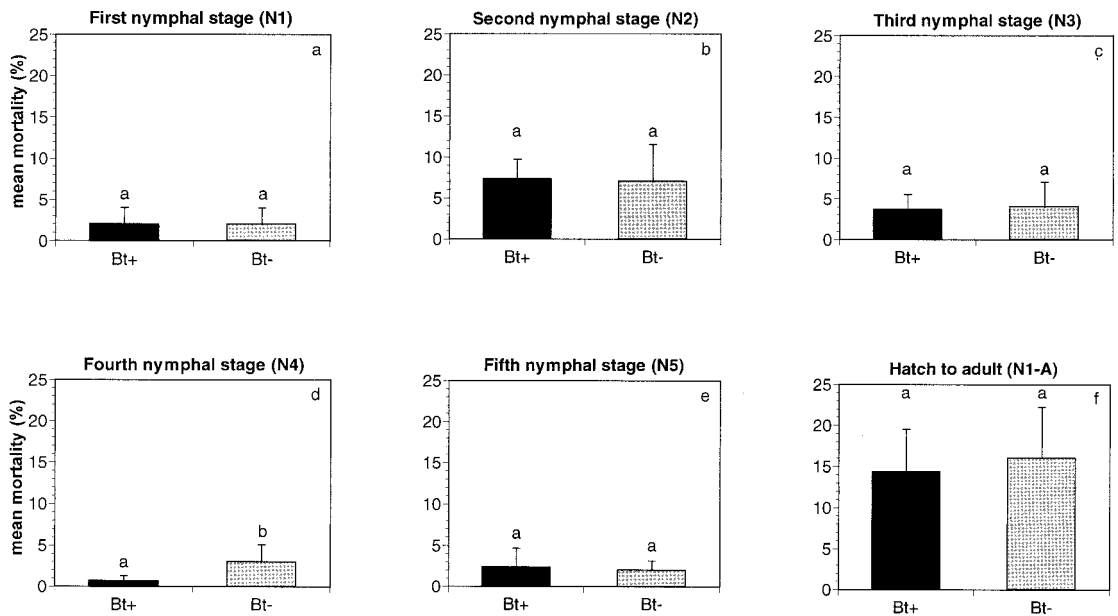 First nymphal stage (N1)
Second nymphal stage (N2)
Third nymphal stage (N3)
mean mortality (%)
25
20
15
10
5
0
a
a
a
Bt+
Bt-
25
20
15
10
5
0
b
a
a
Bt+
Bt-
25
20
15
10
5
0
c
a
a
Bt+
Bt-
Fourth nymphal stage (N4)
Fifth nymphal stage (N5)
Hatch to adult (N1-A)
mean mortality (%)
25
20
15
10
5
0
d
a
b
Bt+
Bt-
25
20
15
10
5
0
e
a
a
Bt+
Bt-
25
20
15
10
5
0
a
a
f
Bt+
Bt-